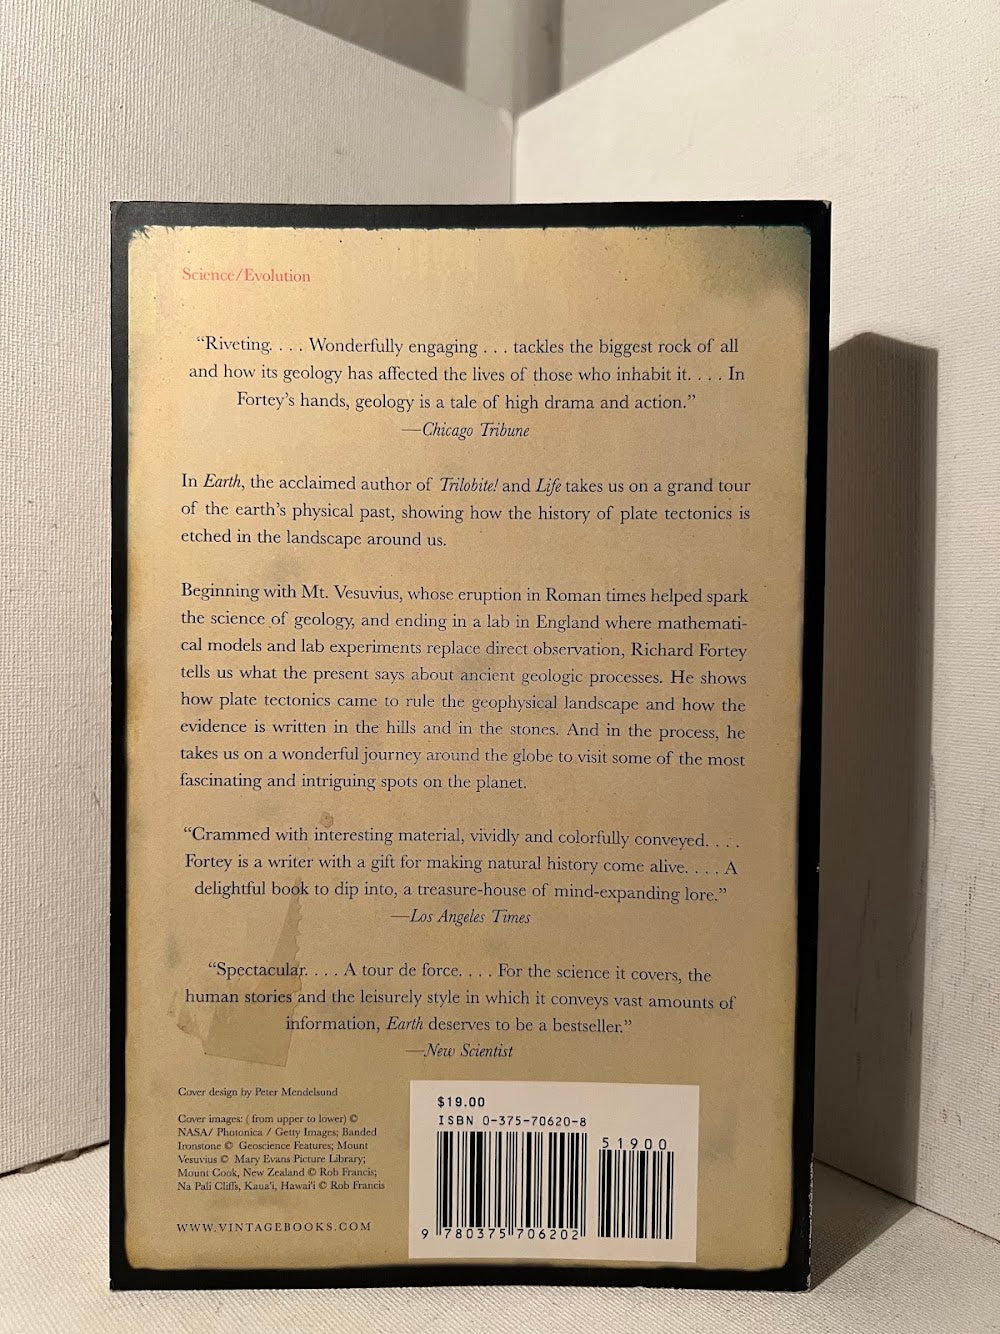 Science/Evolution
“Riveting. . . . Wonderfully engaging . . . tackles the biggest rock of all
and how its geology has affected the lives of those who inhabit it. . . . In
Fortey’s hands, geology is a tale of high drama and action.”
—Chicago Tribune
In Earth, the acclaimed author of Trilobite! and Life takes us on a grand tour
of the earth’s physical past, showing how the history of plate tectonics is
etched in the landscape around us.
Beginning with Mt. Vesuvius, whose eruption in Roman times helped spark
the science of geology, and ending in a lab in England where mathemati-
cal models and lab experiments replace direct observation, Richard Fortey
tells us what the present says about ancient geologic processes. He shows
how plate tectonics came to rule the geophysical landscape and how the
evidence is written in the hills and in the stones. And in the process, he
takes us on a wonderful journey around the globe to visit some of the most
fascinating and intriguing spots on the planet.
“Crammed with interesting material, vividly and colorfully conveyed. . . .
Fortey is a writer with a gift for making natural history come alive. . . . A
delightful book to dip into, a treasure-house of mind-expanding lore.”
—Los Angeles Times
“Spectacular. . . . A tour de force. . . . For the science it covers, the
human stories and the leisurely style in which it conveys vast amounts of
information, Earth deserves to be a bestseller.”
—New Scientist
Cover design by Peter Mendelsund
Cover images: ( from upper to lower) ©
NASA/ Photonica / Getty Images; Banded
Ironstone © Geoscience Features; Mount
Vesuvius © Mary Evans Picture Library;
Mount Cook, New Zealand © Rob Francis;
Na Pali Cliffs, Kaua'i, Hawai'i © Rob Francis
WWW.VINTAGEBOOKS.COM
$19.00
ISBN 0-375-70620-8
51900
9 780375 706202